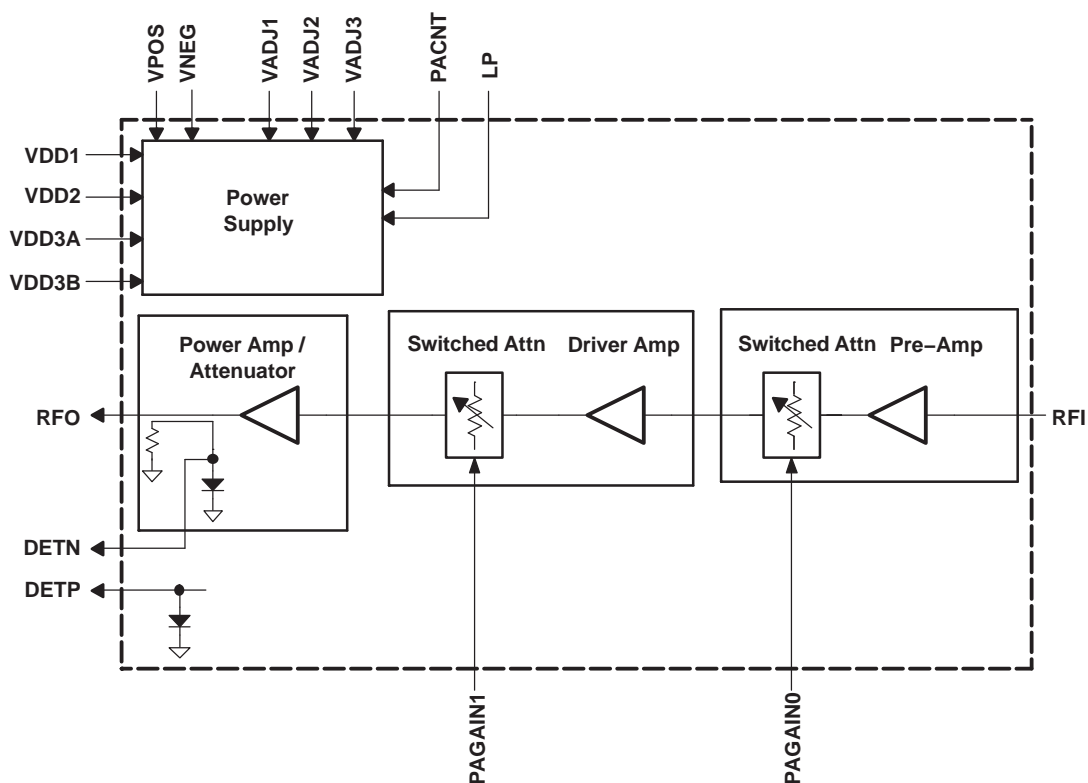 VPOS
VNEG
VADJ1
VADJ2
VADJ3
PACNT
LP
VDD1
VDD2
VDD3A
VDD3B
Power
Supply
Power Amp /
Attenuator
Switched Attn
Driver Amp
Switched Attn
Pre−Amp
RFO
RFI
DETN
DETP
PAGAIN1
PAGAIN0